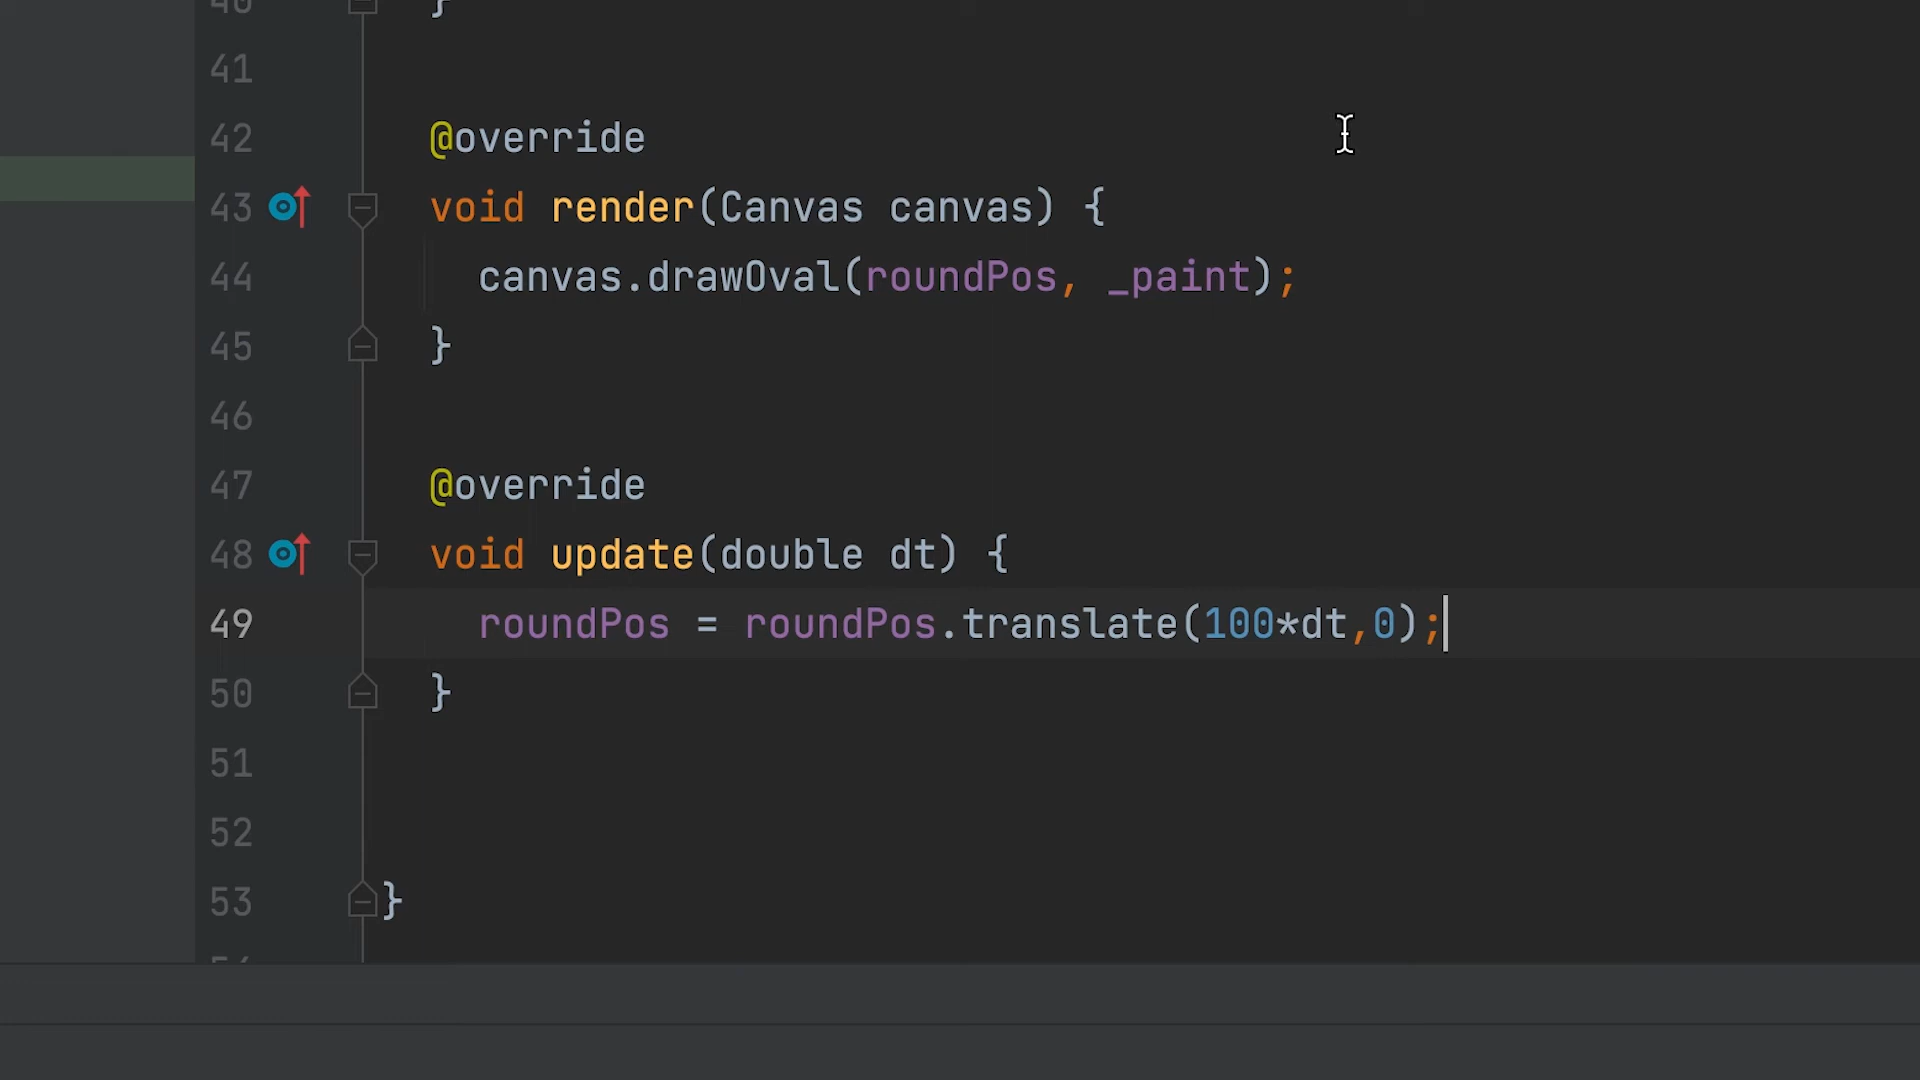 40 }
41
42 @override
43 void render(Canvas canvas) {
44 canvas.drawOval(roundPos, _paint);
45 }
46
47 @override
48 void update(double dt) {
49 roundPos = roundPos.translate(100*dt,0);
50 }
51
52
53 }